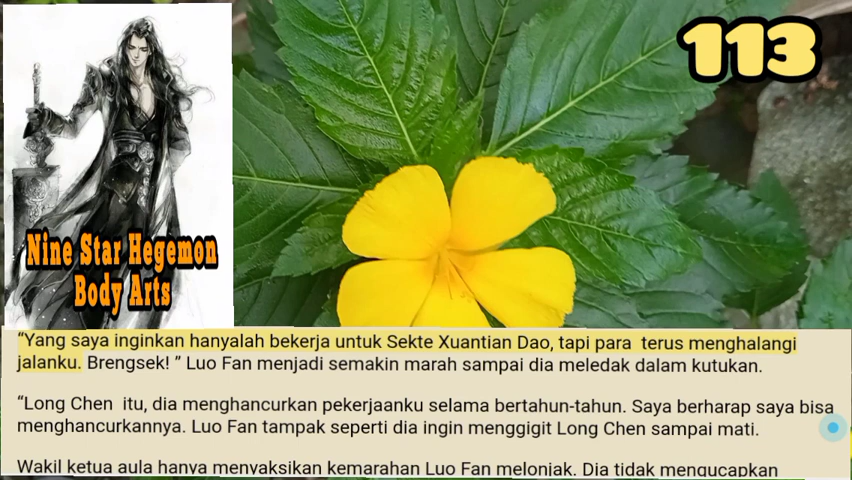 113
Nine Star Hegemon
Body Arts
“Yang saya inginkan hanyalah bekerja untuk Sekte Xuantian Dao, tapi para  terus menghalangi
jalanku. Brengsek! ” Luo Fan menjadi semakin marah sampai dia meledak dalam kutukan.
“Long Chen  itu, dia menghancurkan pekerjaanku selama bertahun-tahun. Saya berharap saya bisa
menghancurkannya. Luo Fan tampak seperti dia ingin menggigit Long Chen sampai mati.
Wakil ketua aula hanya menyaksikan kemarahan Luo Fan melonjak. Dia tidak mengucapkan